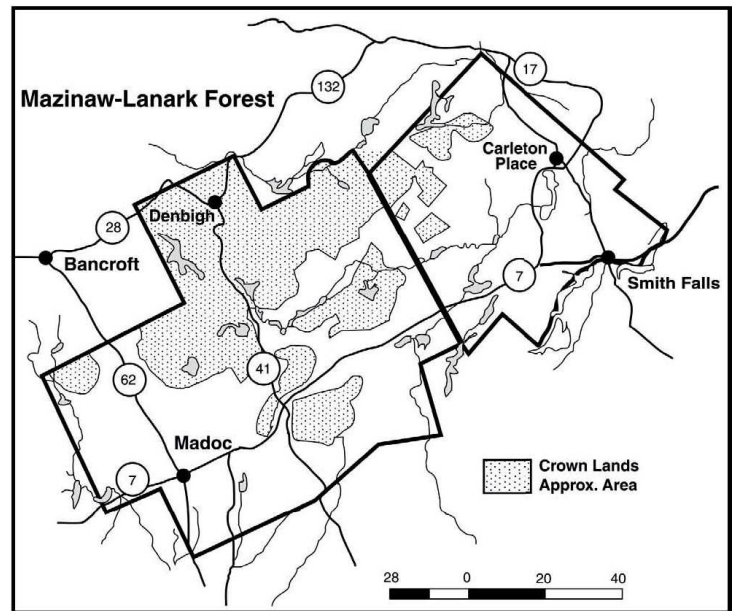 17
132
Mazinaw-Lanark Forest
Carleton
Place
Denbigh
28
Bancroft
7
Smith Falls
62
41
Madoc
7
Crown Lands
Approx. Area
28 0 20 40